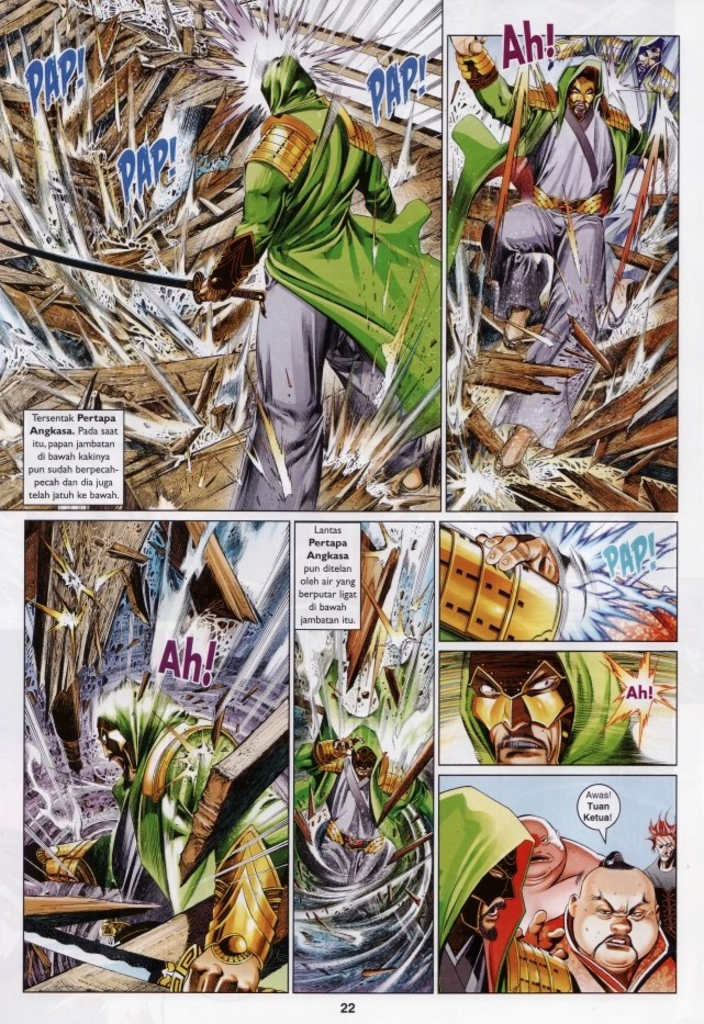 PAP!
PAP!
PAP!
Tersentak Pertapa
Angkasa. Pada saat
itu, papan jambatan
di bawah kakinya
pun sudah berpecah-
pecah dan dia juga
telah jatuh ke bawah.
Ah!
Ah!
Lantas
Pertapa
Angkasa
pun ditelan
oleh air yang
berputar ligat
di bawah
jambatan itu.
PAP!
Ah!
Awas!
Tuan
Ketua!
22